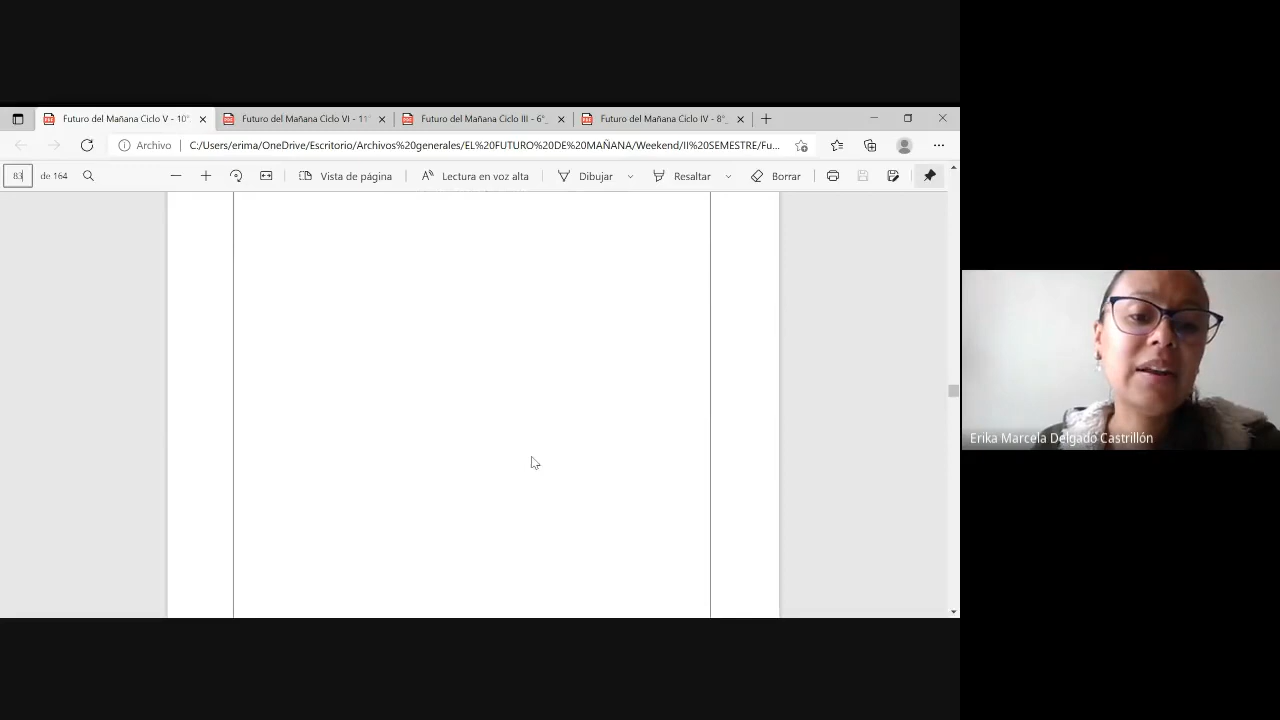 Futuro del Mañana Ciclo V - 10°
Futuro del Mañana Ciclo VI - 11°
Futuro del Mañana Ciclo III - 6°_
Futuro del Mañana Ciclo IV - 8°_
Archivo
C:/Users/erima/OneDrive/Escritorio/Archivos%20generales/EL%20FUTURO%20DE%20MAÑANA/Weekend/II%20SEMESTRE/Fu...
83
de 164
Vista de página
Lectura en voz alta
Dibujar
Resaltar
Borrar
Erika Marcela Delgado Castrillón